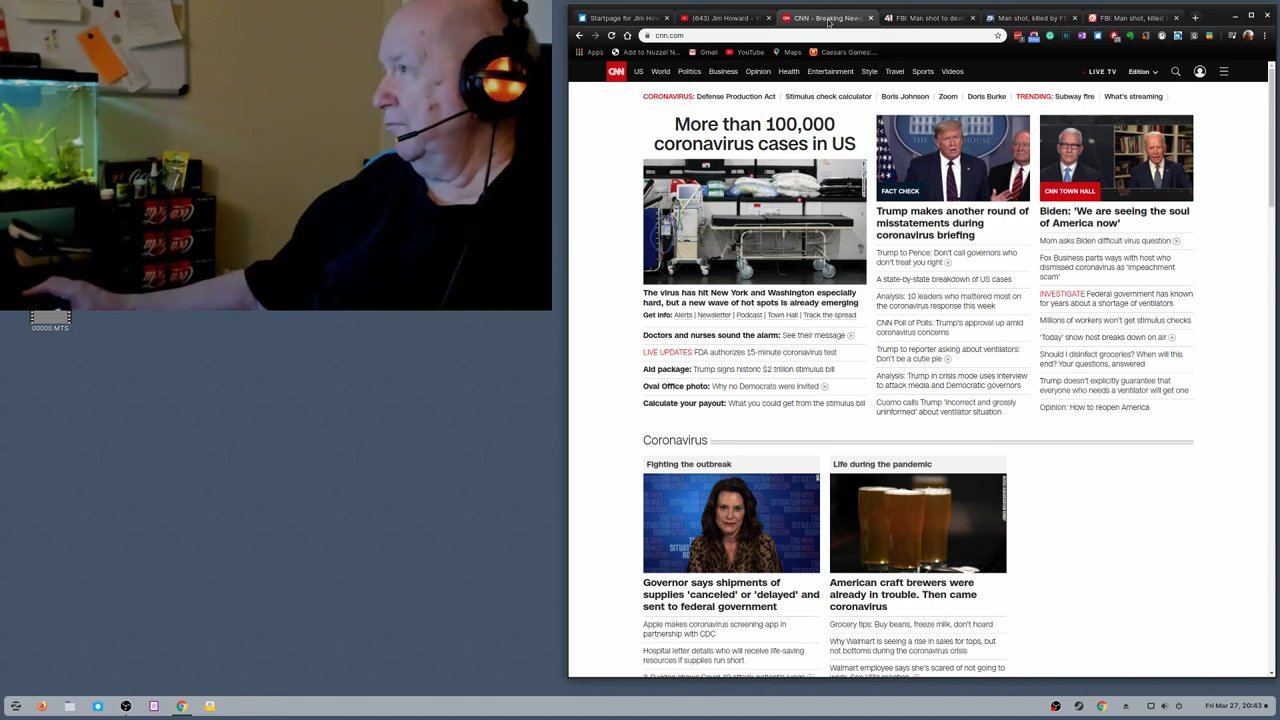 Startpage for Jim How
(643) Jim Howard - Y
CNN - Breaking News
FBI: Man shot to dea
Man, shot, killed by F
FBI: Man shot, killed
cnn.com
Apps
Add to Nuzzel N...
Gmail
YouTube
Maps
Caesars Games:...
CNN
US
World
Politics
Business
Opinion
Health
Entertainment
Style
Travel
Sports
Videos
LIVE TV
Edition
CORONAVIRUS: Defense Production Act
Stimulus check calculator
Boris Johnson
Zoom
Doris Burke
TRENDING: Subway fire
What's streaming
More than 100,000
coronavirus cases in US
The virus has hit New York and Washington especially
hard, but a new wave of hot spots is already emerging
Get info: Alerts | Newsletter | Podcast | Town Hall | Track the spread
Doctors and nurses sound the alarm: See their message
LIVE UPDATES FDA authorizes 15-minute coronavirus test
Aid package: Trump signs historic $2 trillion stimulus bill
Oval Office photo: Why no Democrats were invited
Calculate your payout: What you could get from the stimulus bill
FACT CHECK
Trump makes another round of
misstatements during
coronavirus briefing
Trump to Pence: Don't call governors who
don't treat you right
A state-by-state breakdown of US cases
Analysis: 10 leaders who mattered most on
the coronavirus response this week
CNN Poll of Polls: Trump's approval up amid
coronavirus concerns
Trump to reporter asking about ventilators:
Don't be a cutie pie
Analysis: Trump in crisis mode uses interview
to attack media and Democratic governors
Cuomo calls Trump 'incorrect and grossly
uninformed' about ventilator situation
CNN TOWN HALL
Biden: 'We are seeing the soul
of America now'
Mom asks Biden difficult virus question
Fox Business parts ways with host who
dismissed coronavirus as 'impeachment
scam'
INVESTIGATE Federal government has known
for years about a shortage of ventilators
Millions of workers won't get stimulus checks
'Today' show host breaks down on air
Should I disinfect groceries? When will this
end? Your questions, answered
Trump doesn't explicitly guarantee that
everyone who needs a ventilator will get one
Opinion: How to reopen America
Coronavirus
Fighting the outbreak
THE SITUATION ROOM
Governor says shipments of
supplies 'canceled' or 'delayed' and
sent to federal government
Apple makes coronavirus screening app in
partnership with CDC
Hospital letter details who will receive life-saving
resources if supplies run short
3-D video shows Covid-19 attack patient's lungs
Life during the pandemic
American craft brewers were
already in trouble. Then came
coronavirus
Grocery tips: Buy beans, freeze milk, don't hoard
Why Walmart is seeing a rise in sales for tops, but
not bottoms during the coronavirus crisis
Walmart employee says she's scared of not going to
00000.MTS
Fri Mar 27, 20:43